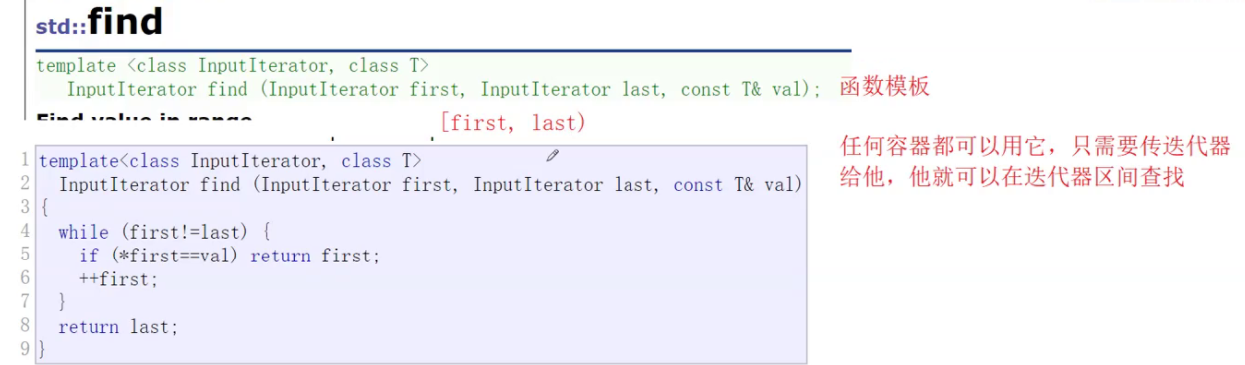 std::find
template <class InputIterator, class T>
InputIterator find (InputIterator first, InputIterator last, const T& val);
函数模板
Find value in range
[first, last)
1 template<class InputIterator, class T>
2 InputIterator find (InputIterator first, InputIterator last, const T& val)
3 {
4 while (first!=last) {
5 if (*first==val) return first;
6 ++first;
7 }
8 return last;
9 }
任何容器都可以用它，只需要传迭代器
给他，他就可以在迭代器区间查找